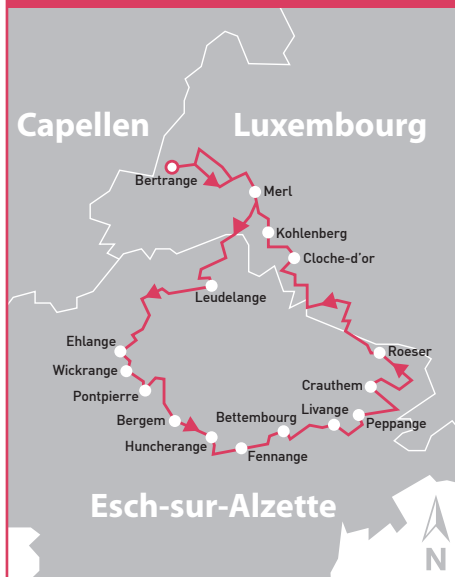 Capellen
Luxembourg
Bertrange
Merl
Kohlenberg
Cloche-d'or
Leudelange
Ehlange
Roeser
Wickrange
Crauthem
Pontpierre
Livange
Bettembourg
Bergem
Peppange
Huncherange
Fennange
Esch-sur-Alzette
N